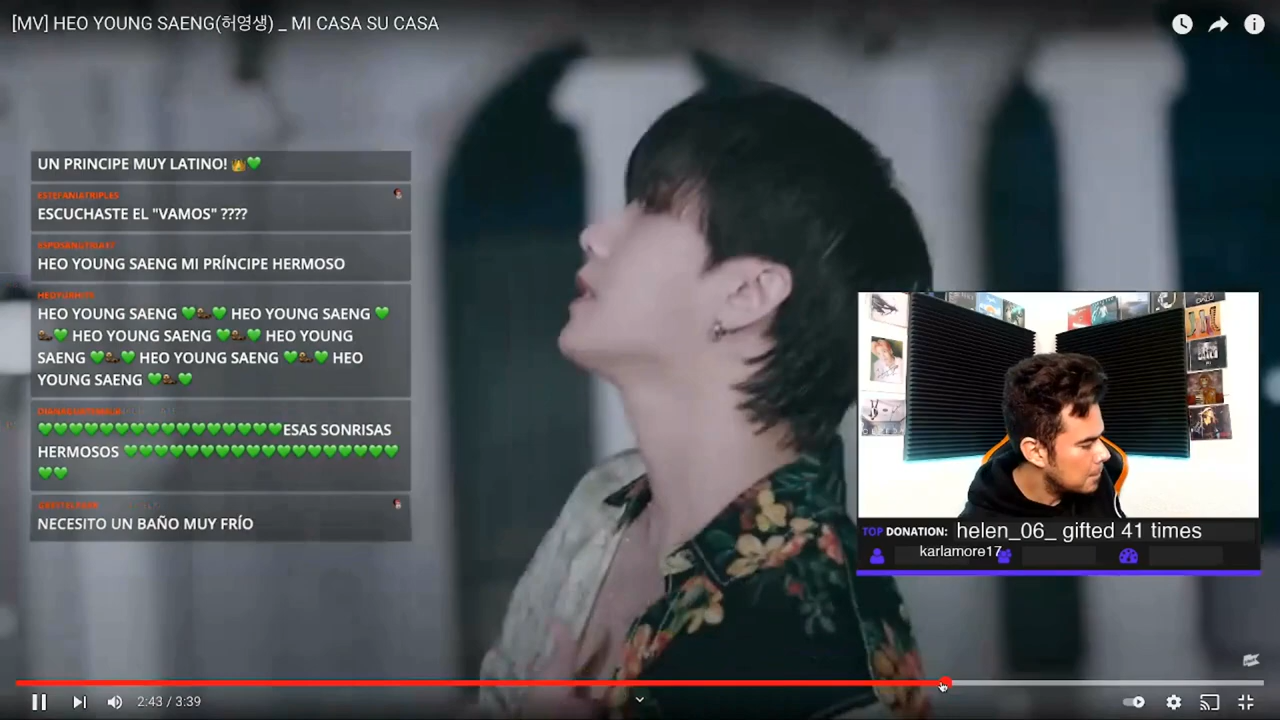 [MV] HEO YOUNG SAENG(허영생) _ MI CASA SU CASA
UN PRINCIPE MUY LATINO! 👑💚
ESTEFANIATRIPLES
ESCUCHASTE EL "VAMOS" ????
HEO YOUNG SAENG MI PRÍNCIPE HERMOSO
HEO YOUNG SAENG 💚💚 HEO YOUNG SAENG 💚
💚 HEO YOUNG SAENG 💚💚 HEO YOUNG
SAENG 💚💚 HEO YOUNG SAENG 💚💚 HEO
YOUNG SAENG 💚💚
💚💚💚💚💚💚💚💚💚💚💚💚💚💚💚💚ESAS SONRISAS
HERMOSOS 💚💚💚💚💚💚💚💚💚💚💚💚💚💚💚💚💚💚
💚💚
NECESITO UN BAÑO MUY FRÍO
TOP DONATION: helen_06_ gifted 41 times
karlamore17
2:43 / 3:39